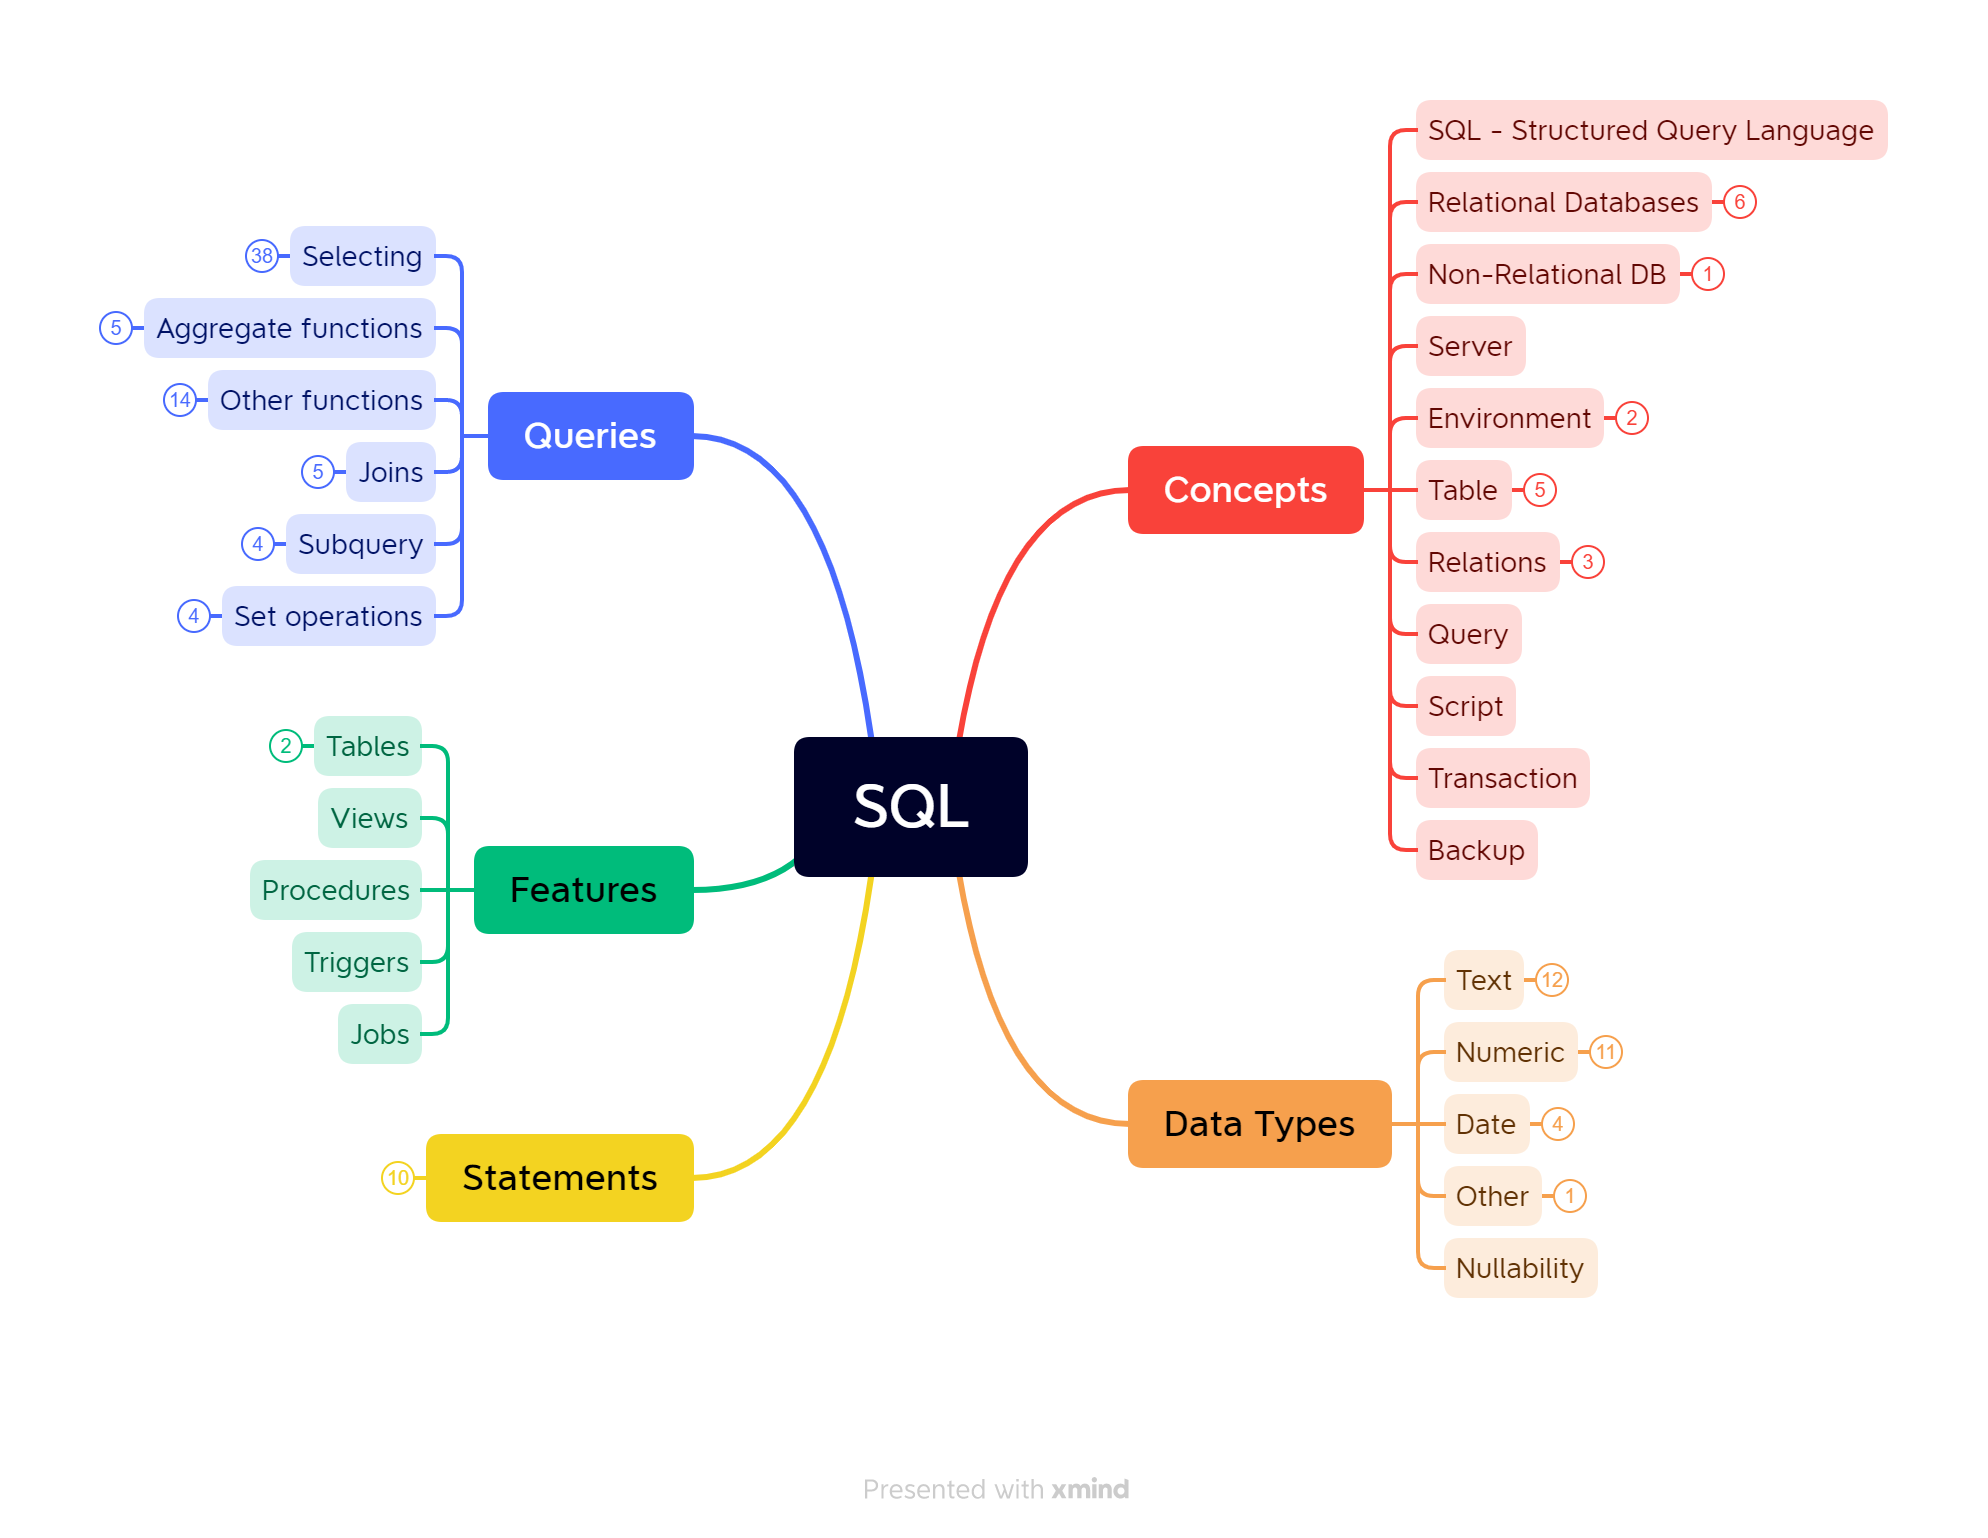 SQL
Concepts
SQL - Structured Query Language
Relational Databases 6
Non-Relational DB 1
Server
Environment 2
Table 5
Relations 3
Query
Script
Transaction
Backup
Data Types
Text 12
Numeric 11
Date 4
Other 1
Nullability
Queries
38 Selecting
5 Aggregate functions
14 Other functions
5 Joins
4 Subquery
4 Set operations
Features
2 Tables
Views
Procedures
Triggers
Jobs
10 Statements
Presented with xmind